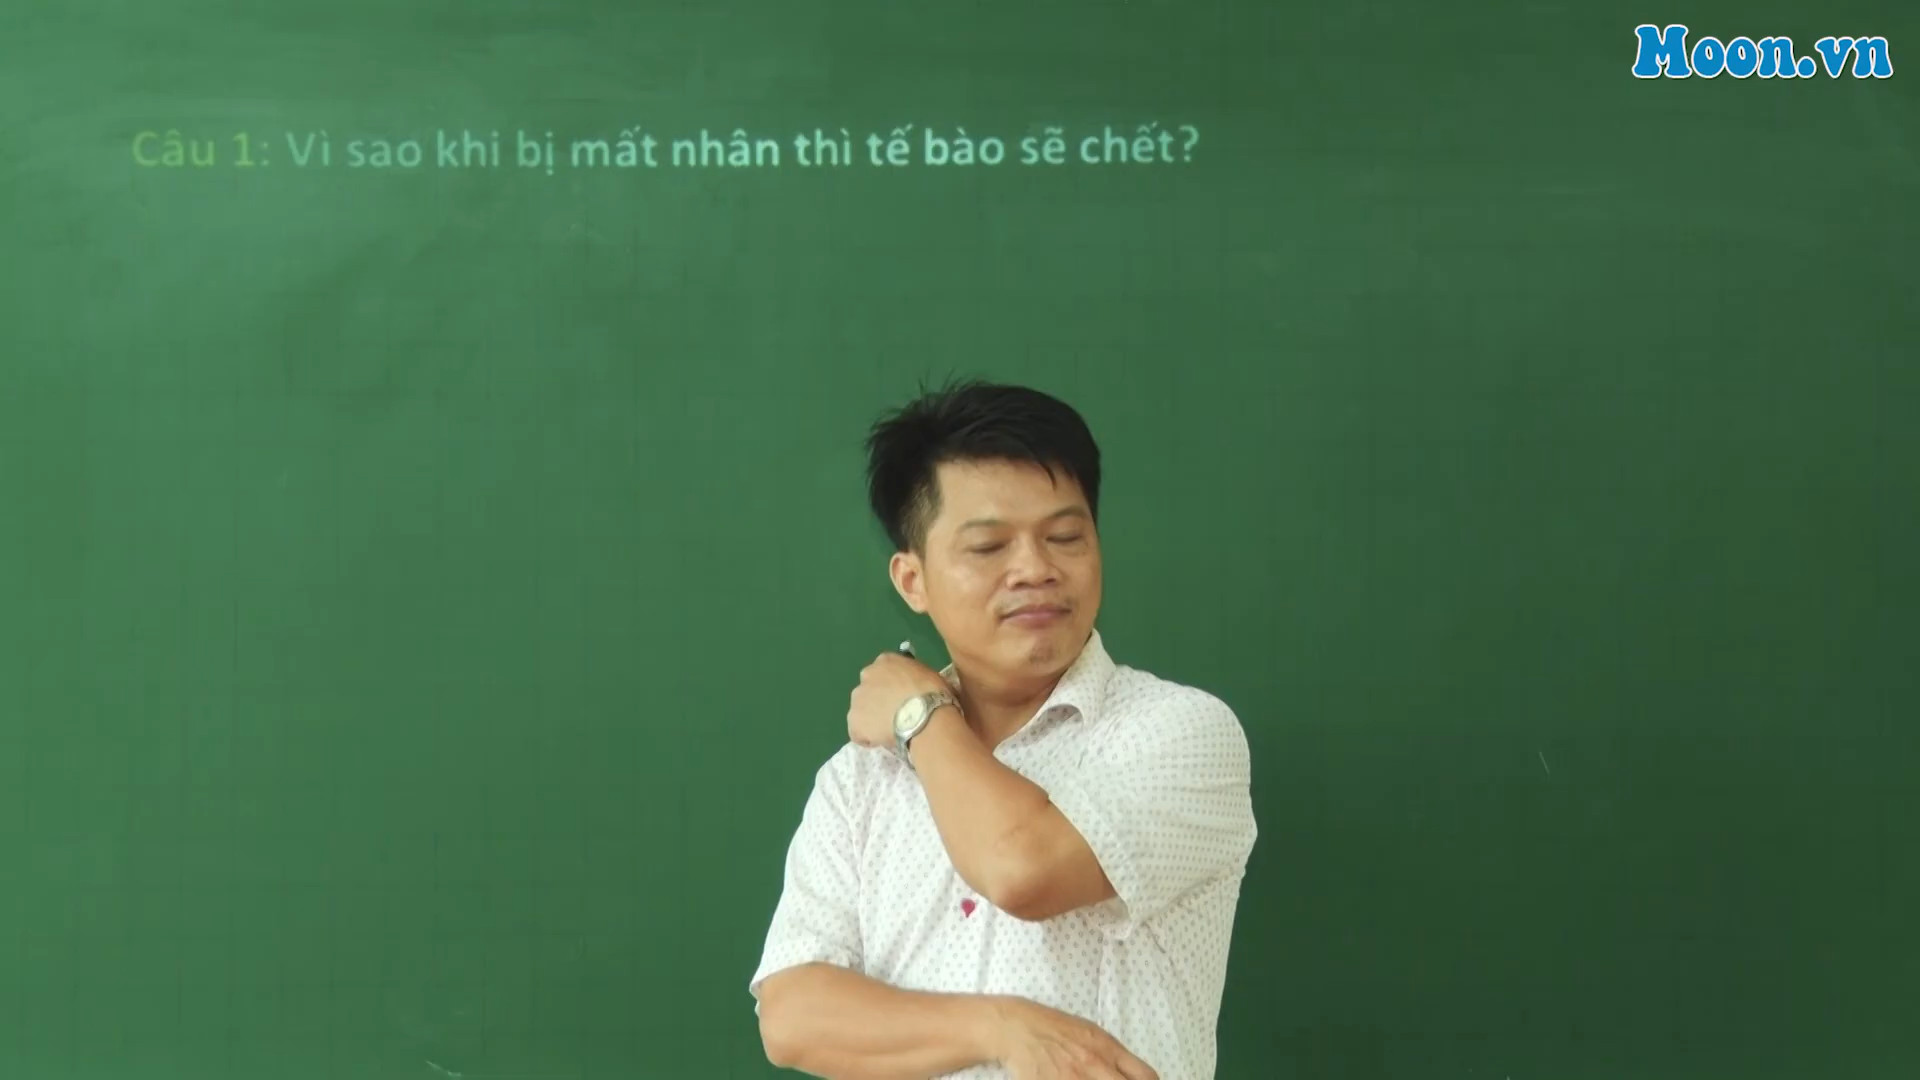 Moon.vn
Câu 1: Vì sao khi bị mất nhân thì tế bào sẽ chết?